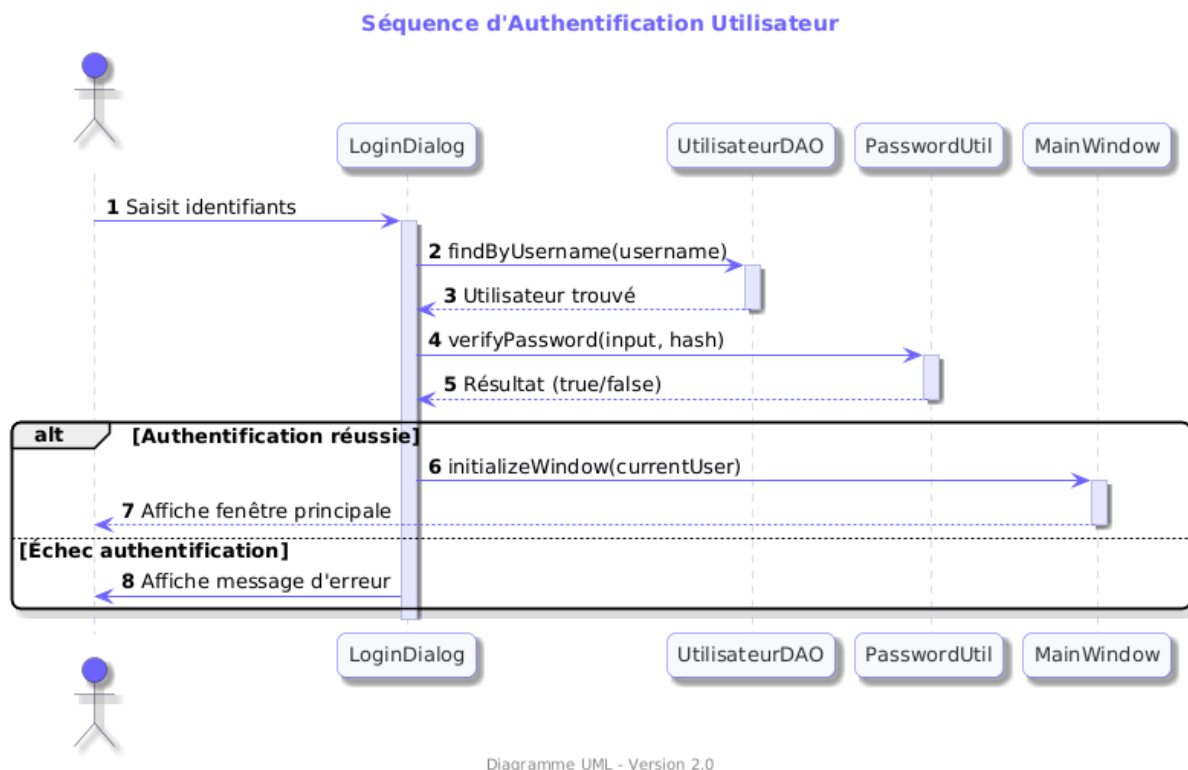 Séquence d'Authentification Utilisateur
LoginDialog UtilisateurDAO PasswordUtil MainWindow
1 Saisit identifiants
2 findByUsername(username)
3 Utilisateur trouvé
4 verifyPassword(input, hash)
5 Résultat (true/false)
alt [Authentification réussie]
6 initializeWindow(currentUser)
7 Affiche fenêtre principale
[Échec authentification]
8 Affiche message d'erreur
LoginDialog UtilisateurDAO PasswordUtil MainWindow
Diagramme UML - Version 2.0